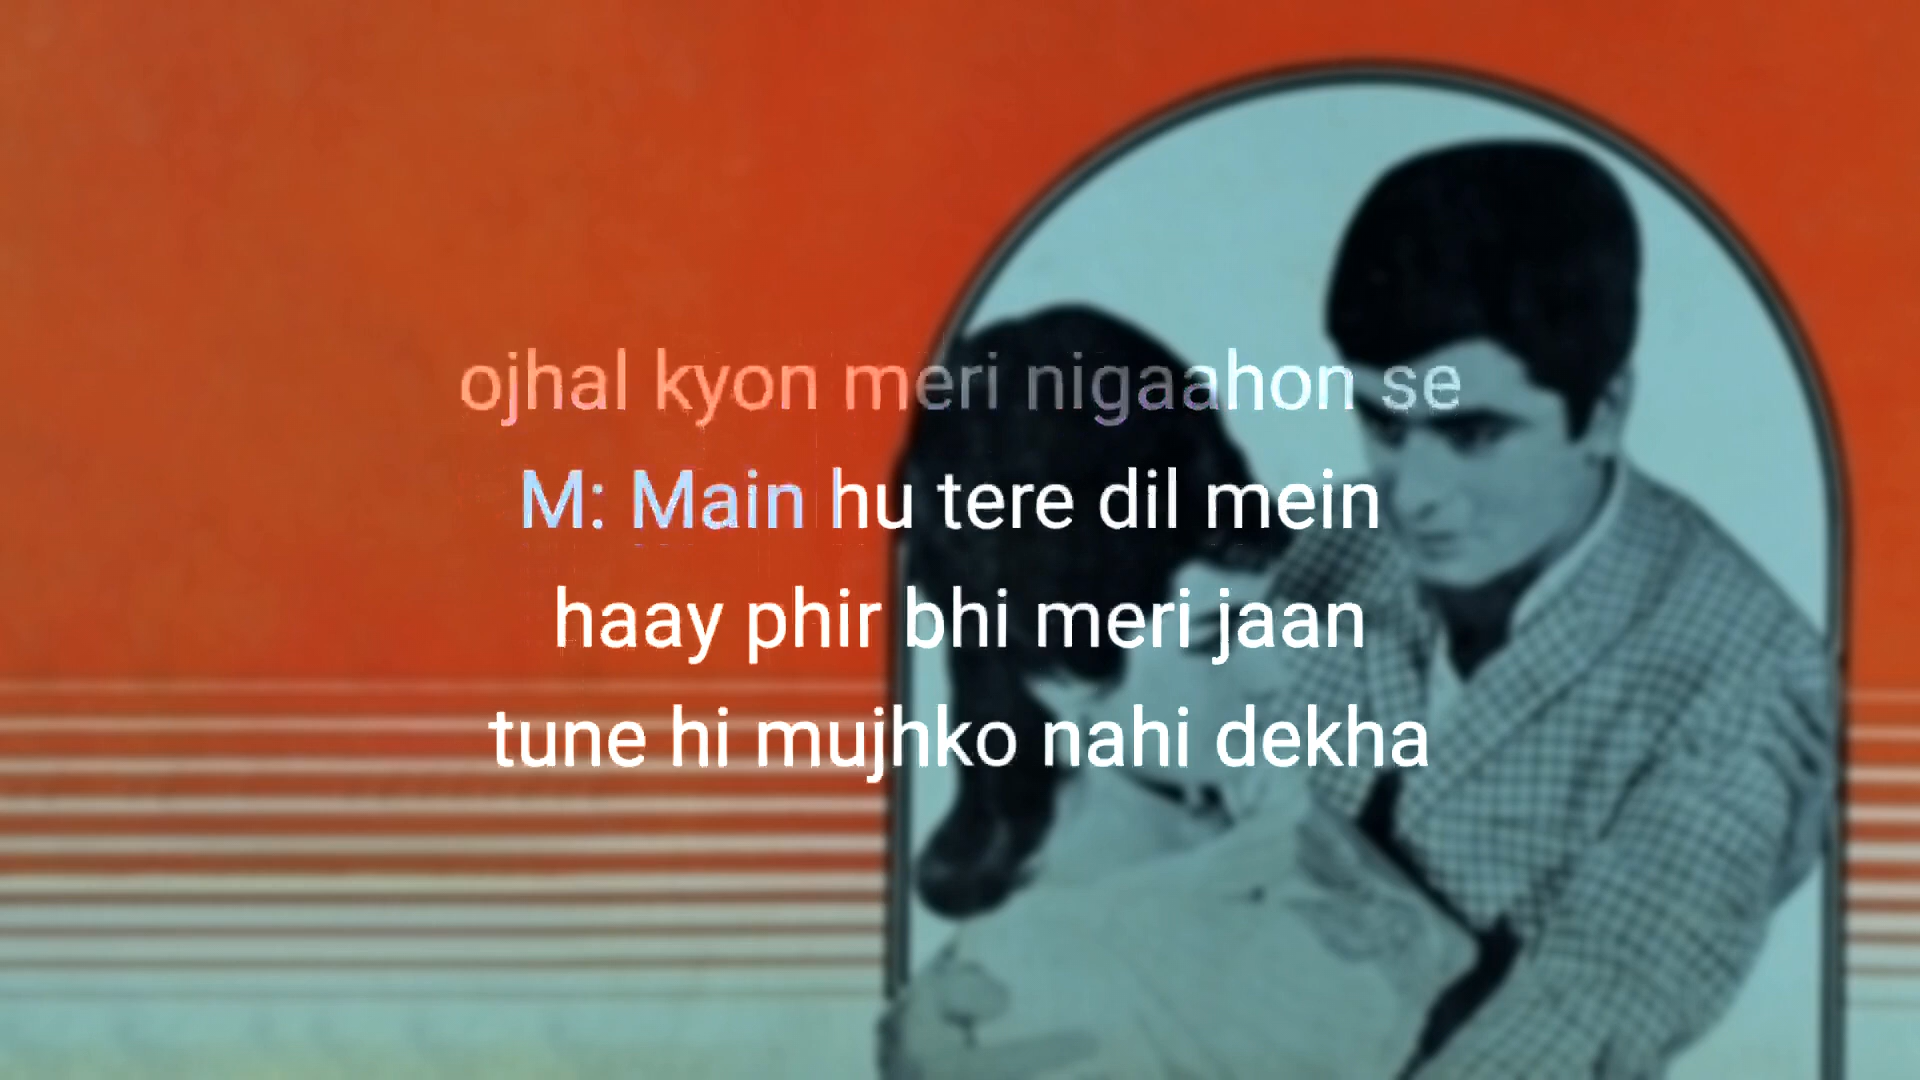 ojhal kyon meri nigaahon se
M: Main hu tere dil mein
haay phir bhi meri jaan
tune hi mujhko nahi dekha